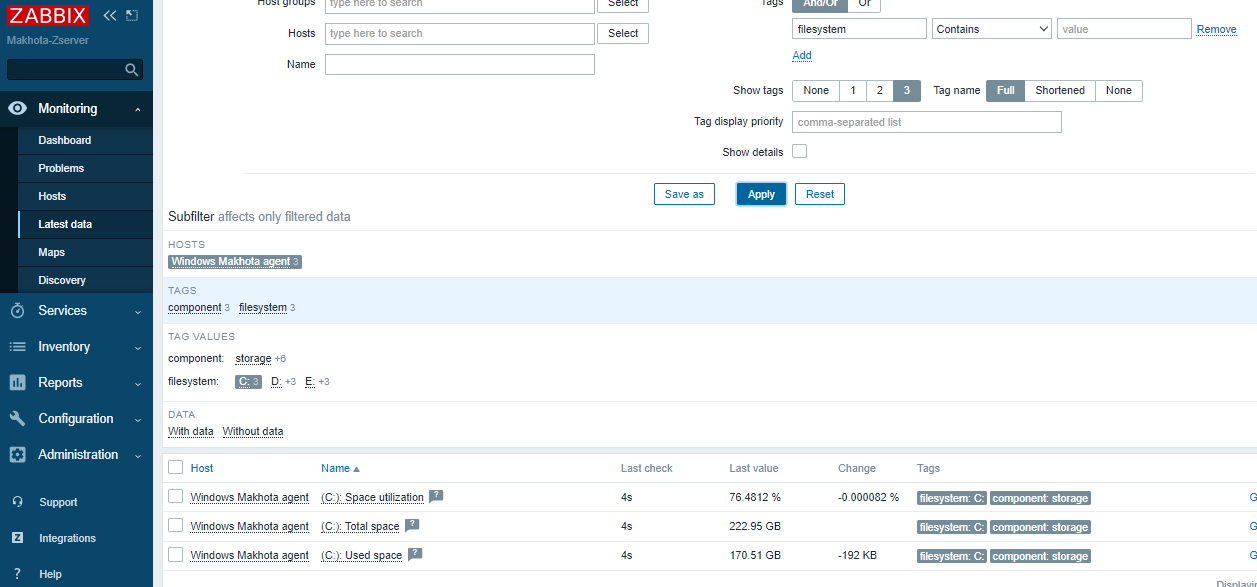 ZABBIX
Makhota-Zserver
Monitoring
Dashboard
Problems
Hosts
Latest data
Maps
Discovery
Services
Inventory
Reports
Configuration
Administration
Support
Z Integrations
? Help
Host groups type here to search Select
Hosts type here to search Select
Name
Tags And/Or Or
filesystem Contains value Remove
Add
Show tags None 1 2 3 Tag name Full Shortened None
Tag display priority comma-separated list
Show details
Save as Apply Reset
Subfilter affects only filtered data
HOSTS
Windows Makhota agent 3
TAGS
component 3 filesystem 3
TAG VALUES
component: storage +6
filesystem: C: 3 D: +3 E: +3
DATA
With data Without data
Host Name Last check Last value Change Tags
Windows Makhota agent (C:): Space utilization ? 4s 76.4812 % -0.000082 % filesystem: C: component: storage G
Windows Makhota agent (C:): Total space ? 4s 222.95 GB filesystem: C: component: storage G
Windows Makhota agent (C:): Used space ? 4s 170.51 GB -192 KB filesystem: C: component: storage G
Displayin